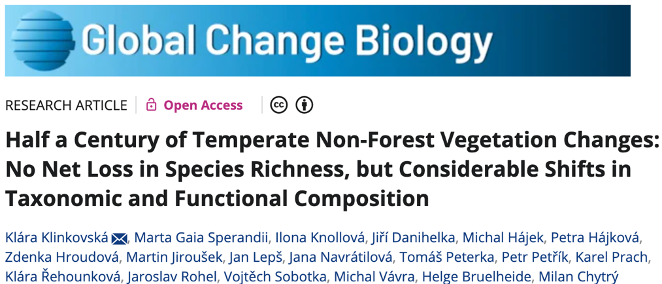 Global Change Biology
RESEARCH ARTICLE Open Access
Half a Century of Temperate Non-Forest Vegetation Changes:
No Net Loss in Species Richness, but Considerable Shifts in
Taxonomic and Functional Composition
Klára Klinkovská, Marta Gaia Sperandii, Ilona Knollová, Jiří Danihelka, Michal Hájek, Petra Hájková,
Zdenka Hroudová, Martin Jiroušek, Jan Lepš, Jana Navrátilová, Tomáš Peterka, Petr Petřík, Karel Prach,
Klára Řehounková, Jaroslav Rohel, Vojtěch Sobotka, Michal Vávra, Helge Bruelheide, Milan Chytrý